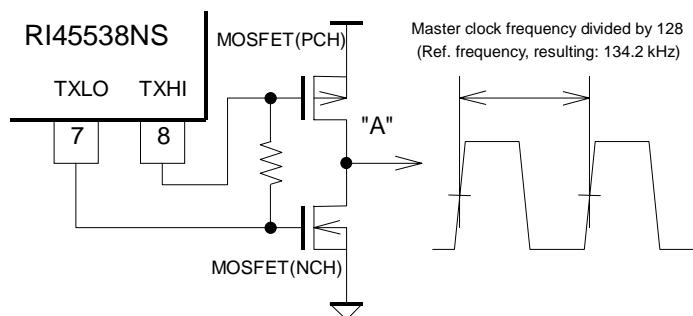 RI45538NS
MOSFET(PCH)
Master clock frequency divided by 128
(Ref. frequency, resulting: 134.2 kHz)
TXLO TXHI
7 8
"A"
MOSFET(NCH)